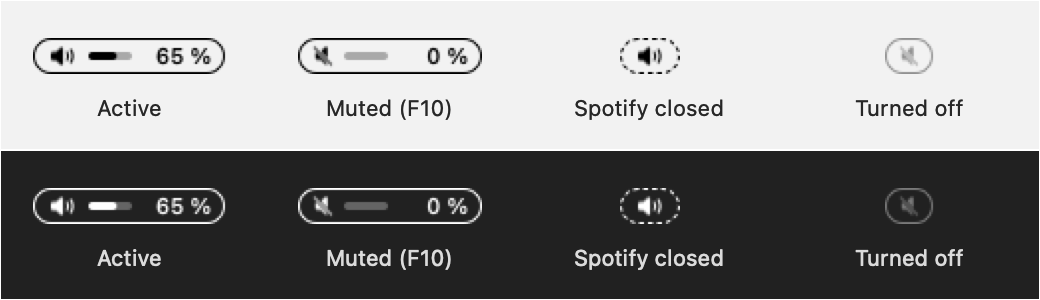 65 %
0 %
Active
Muted (F10)
Spotify closed
Turned off
65 %
0 %
Active
Muted (F10)
Spotify closed
Turned off